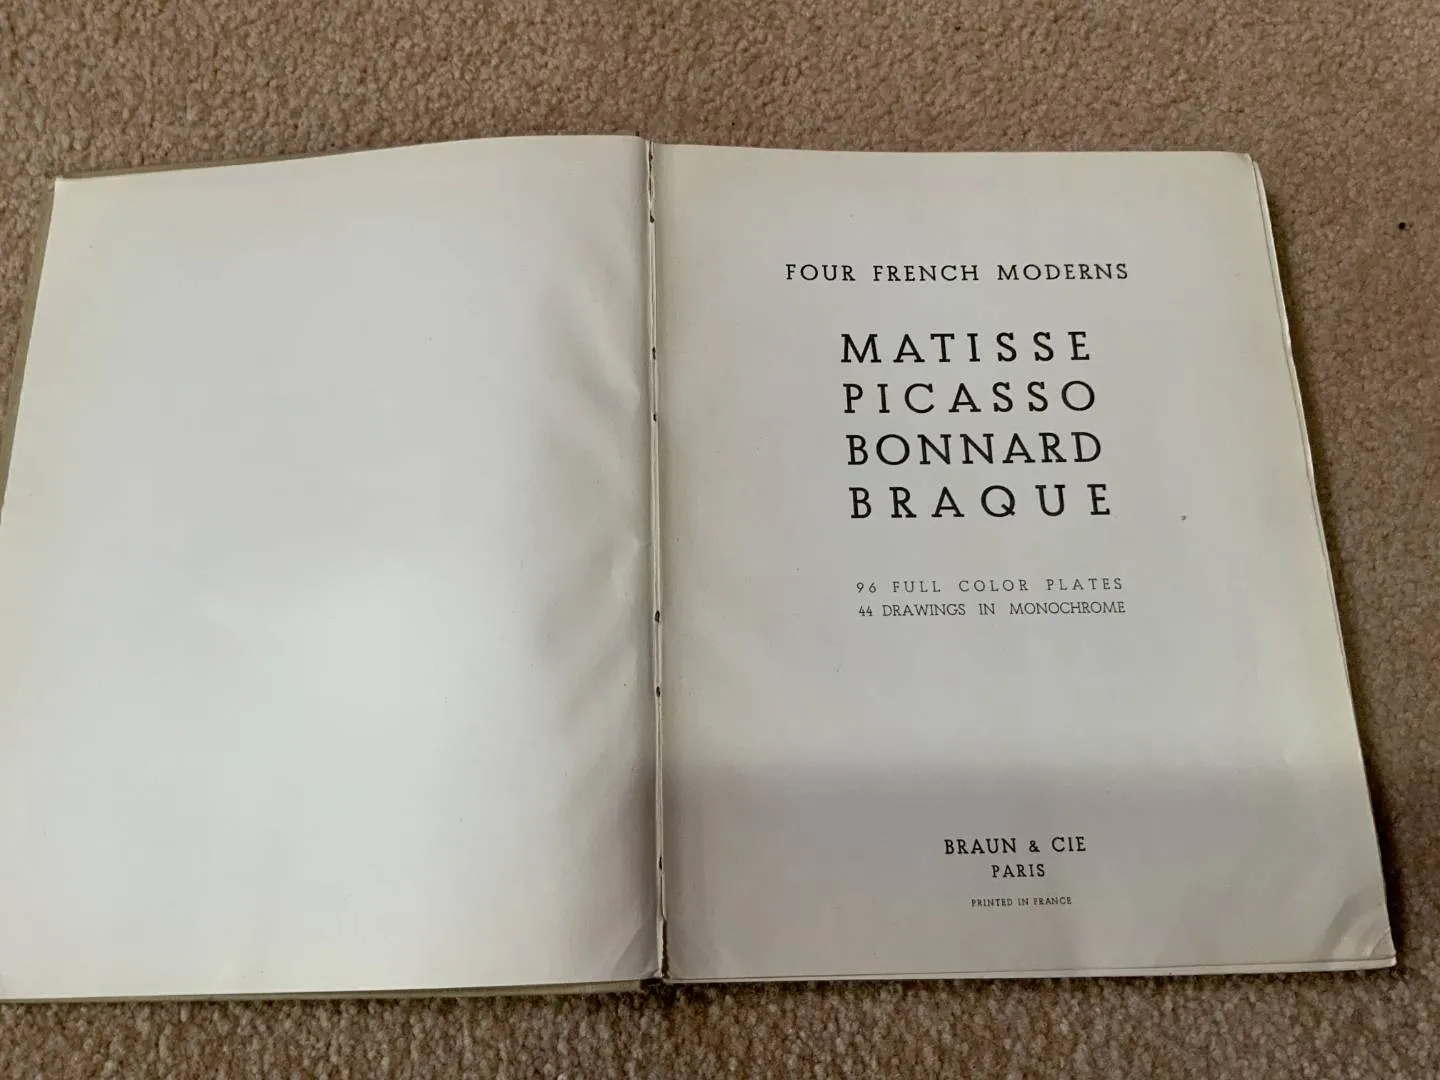 FOUR FRENCH MODERNS
MATISSE
PICASSO
BONNARD
BRAQUE
96 FULL COLOR PLATES
44 DRAWINGS IN MONOCHROME
BRAUN & CIE
PARIS
PRINTED IN FRANCE